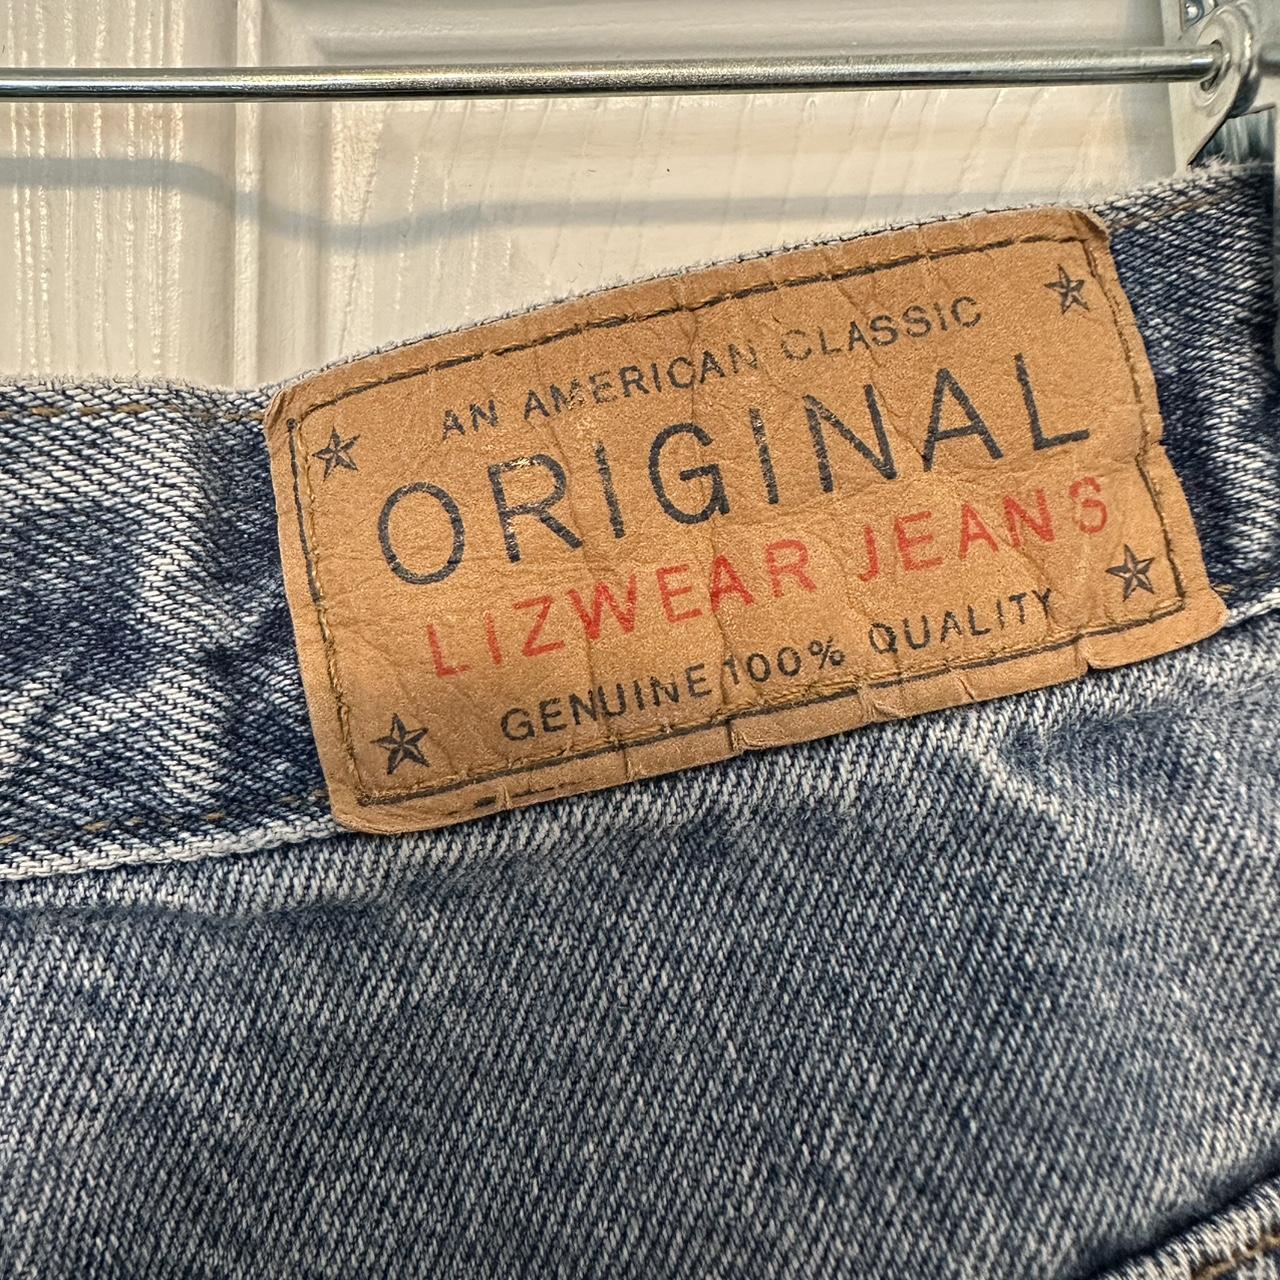 AN AMERICAN CLASSIC
ORIGINAL
LIZWEAR JEANS
GENUINE 100% QUALITY